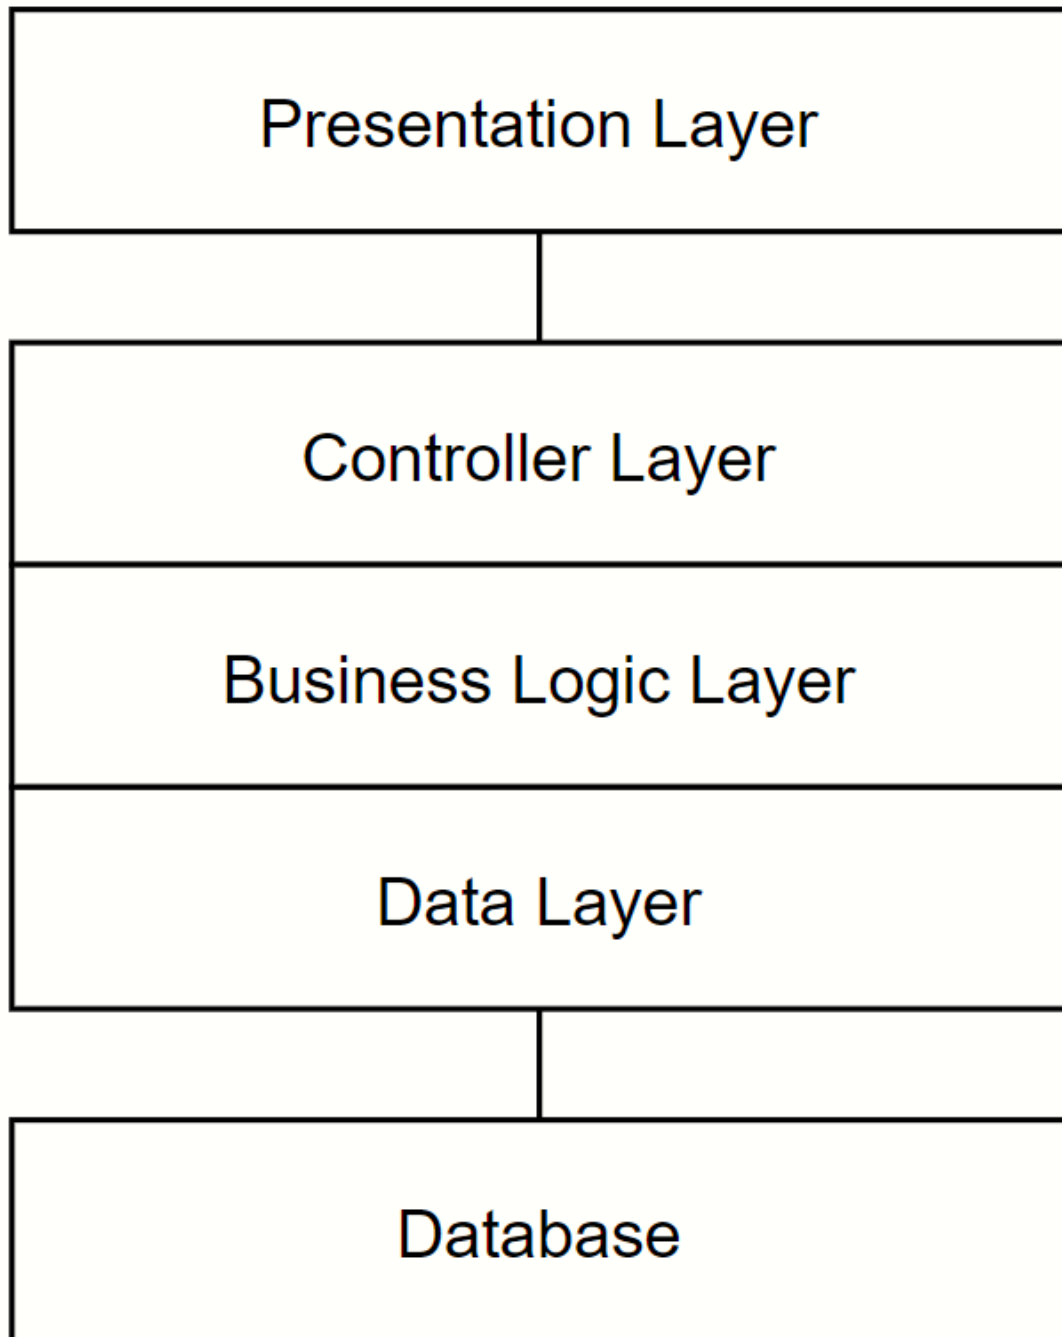 Presentation Layer
Controller Layer
Business Logic Layer
Data Layer
Database